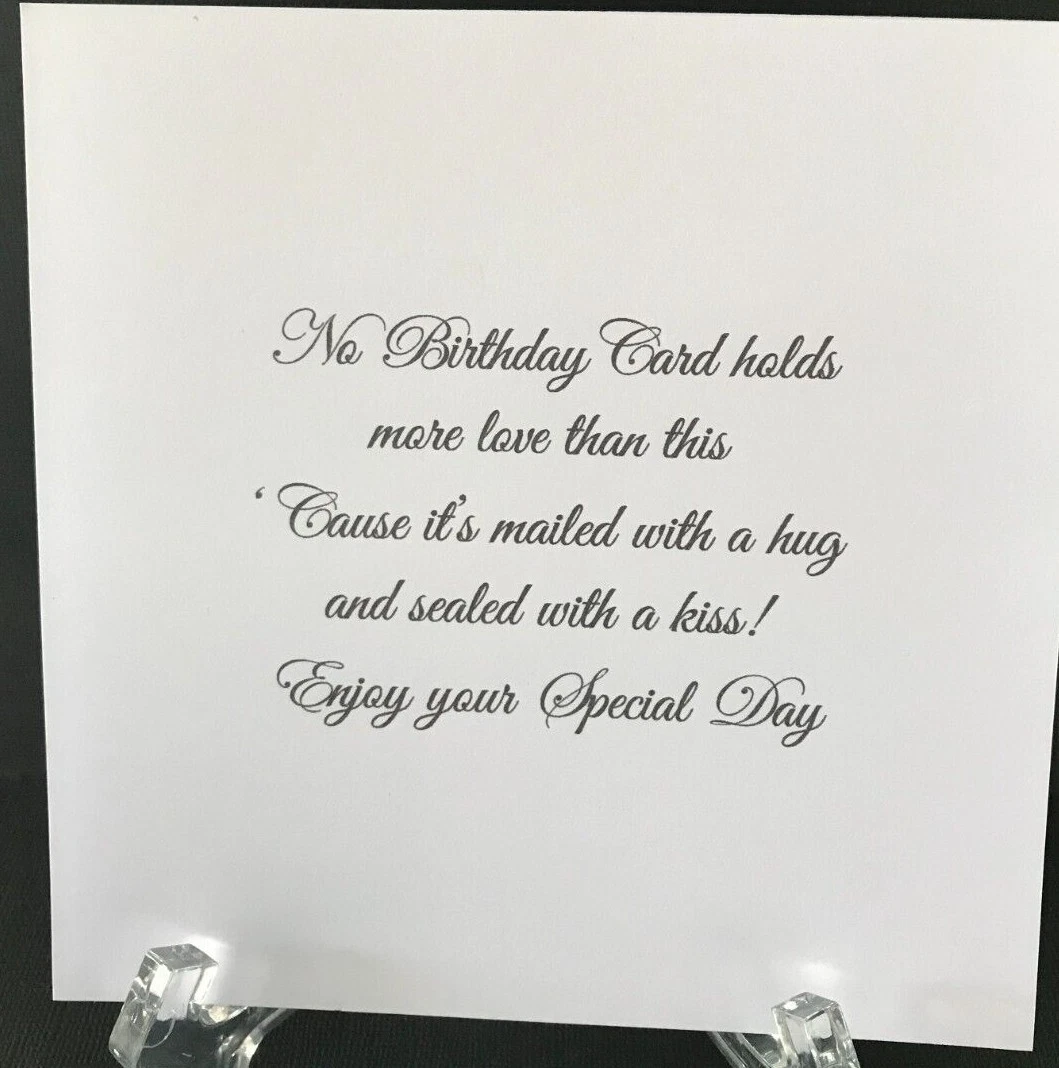 No Birthday Card holds
more love than this
‘Cause it’s mailed with a hug
and sealed with a kiss!
Enjoy your Special Day